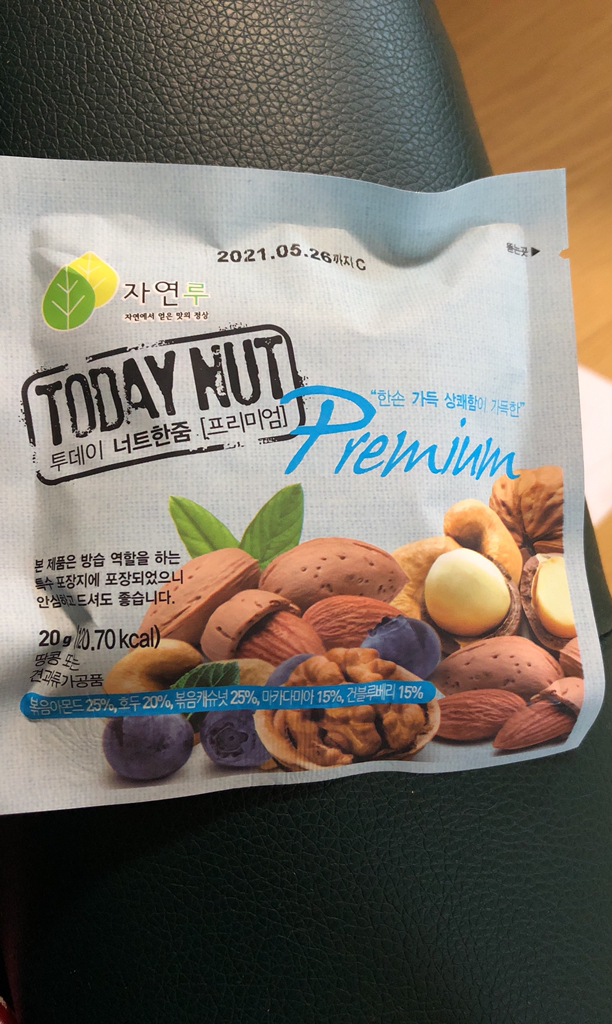 2021.05.26까지C
뜯는곳 ▶
자연루
자연에서 얻은 맛의 정상
TODAY NUT
투데이 너트한줌 [프리미엄]
"한손 가득 상쾌함이 가득한"
Premium
본 제품은 방습 역할을 하는
특수 포장지에 포장되었으니
안심하고 드셔도 좋습니다.
20g (120.70 kcal)
땅콩 또는
견과류가공품
볶음아몬드 25%, 호두 20%, 볶음캐슈넛 25%, 마카다미아 15%, 건블루베리 15%